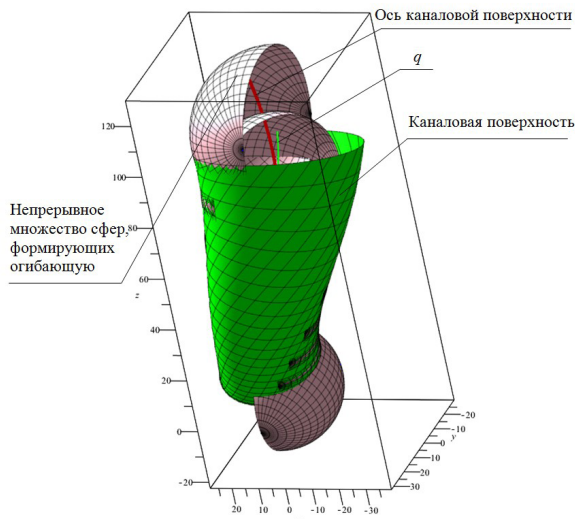 Ось каналовой поверхности
q
Каналовая поверхность
Непрерывное
множество сфер,
формирующих
огибающую
120
100
80
60
40
20
0
-20
z
20 10 0 -10 -20 -30
-20
-10
0
10
20
30
y